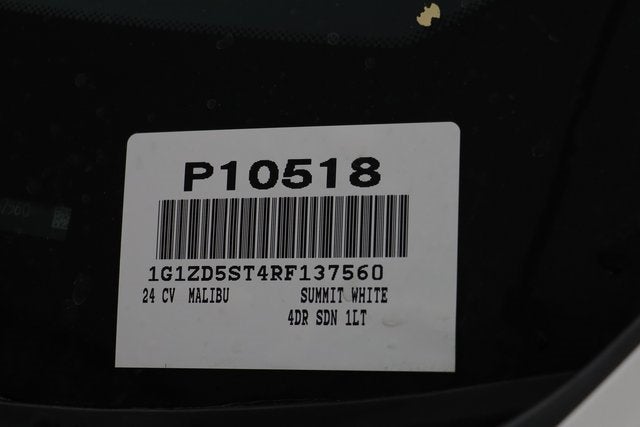 P10518
1G1ZD5ST4RF137560
24 CV MALIBU SUMMIT WHITE
4DR SDN 1LT